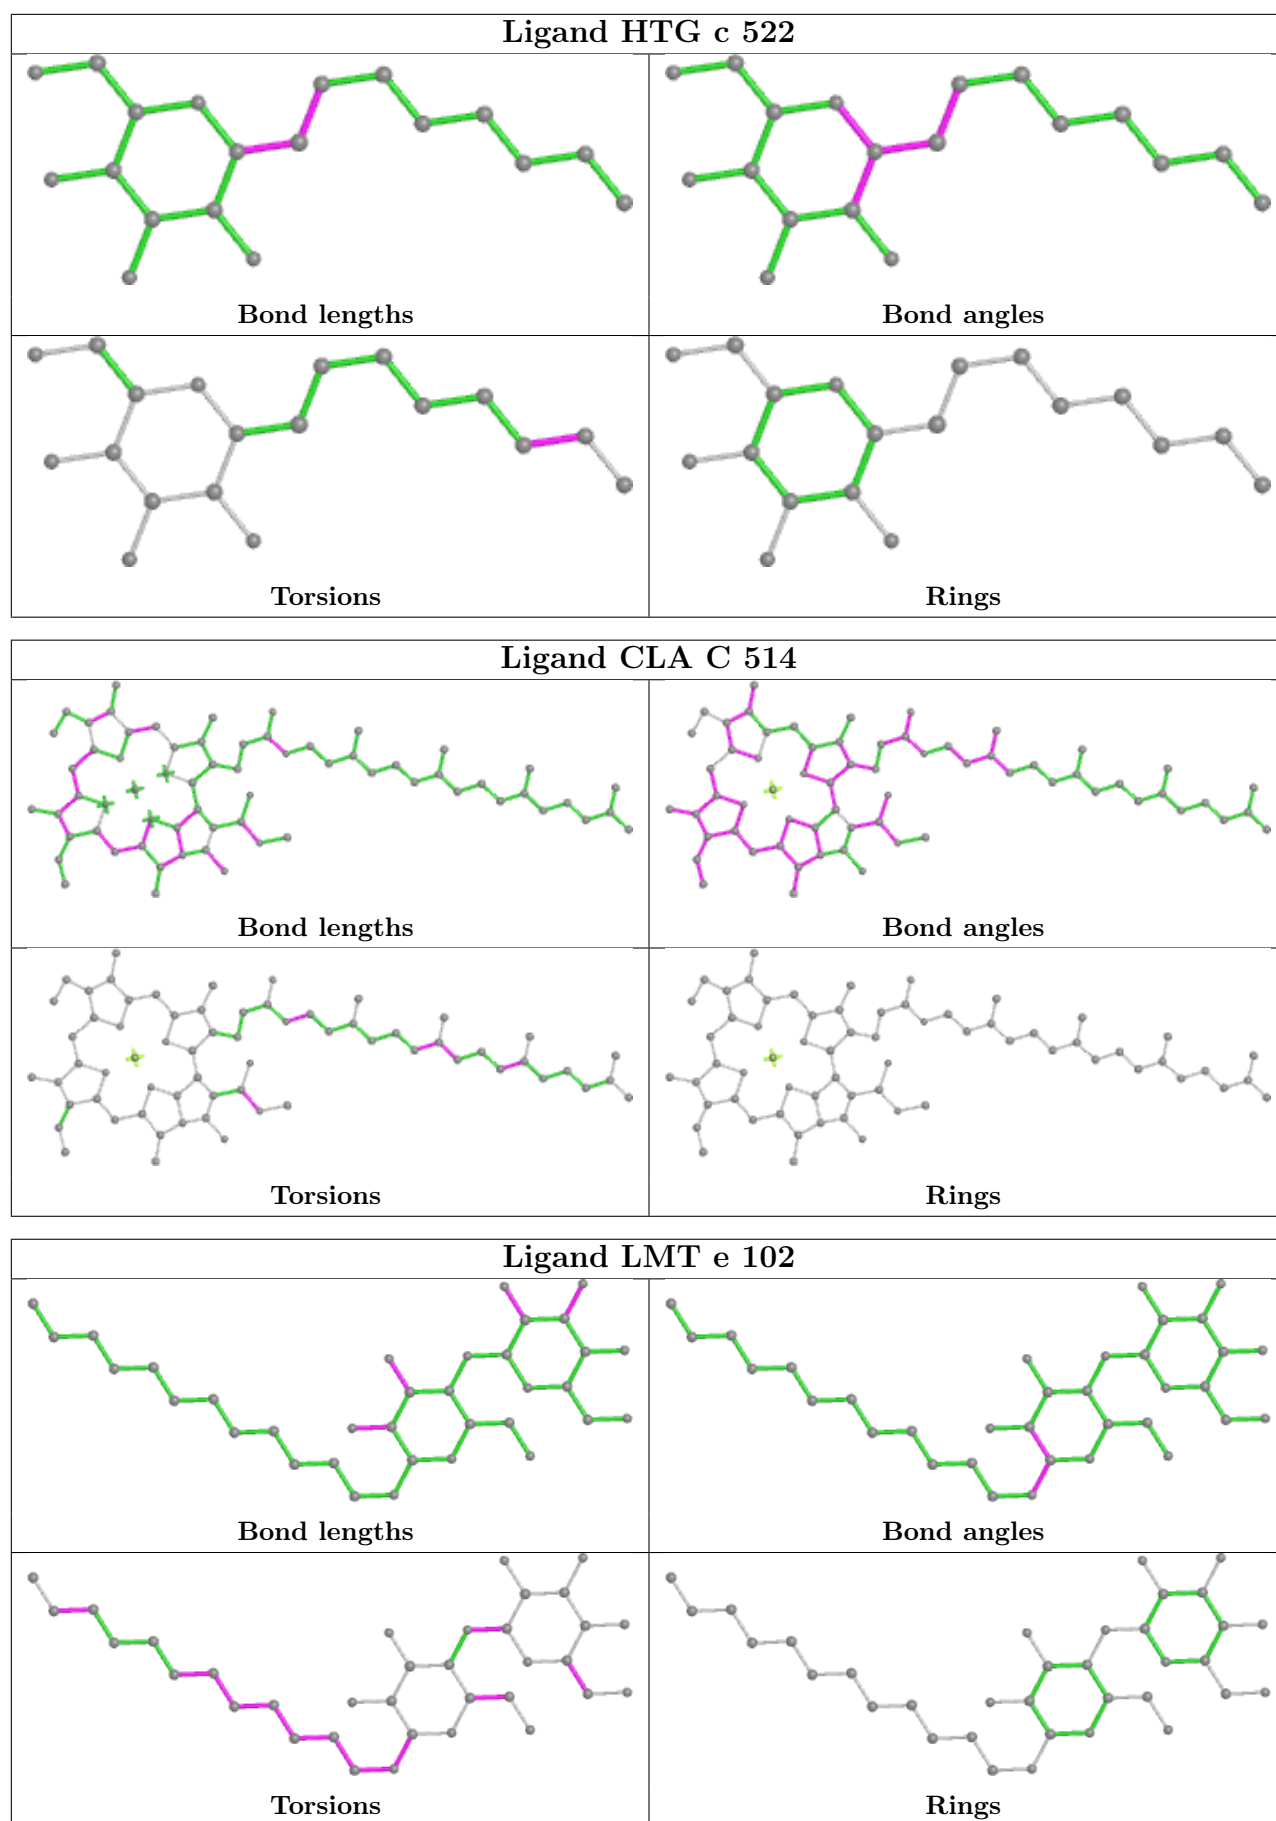 Ligand HTG c 522
Bond lengths
Bond angles
Torsions
Rings
Ligand CLA C 514
Bond lengths
Bond angles
Torsions
Rings
Ligand LMT e 102
Bond lengths
Bond angles
Torsions
Rings